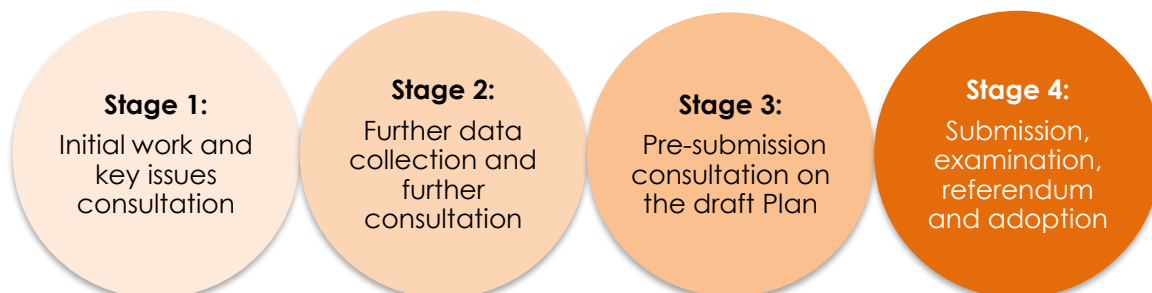 Stage 1:
Initial work and
key issues
consultation
Stage 2:
Further data
collection and
further
consultation
Stage 3:
Pre-submission
consultation on
the draft Plan
Stage 4:
Submission,
examination,
referendum
and adoption